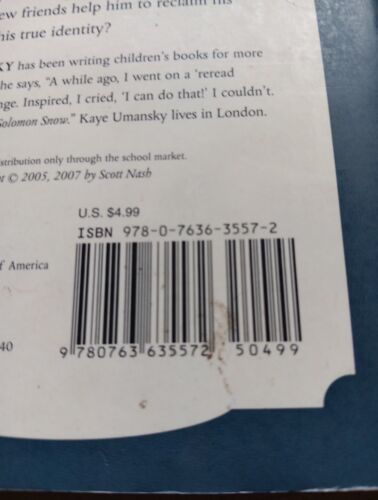 ew friends help him to reclaim his
his true identity?
KY has been writing children's books for more
he says, "A while ago, I went on a 'reread
nge. Inspired, I cried, 'I can do that!' I couldn't.
Solomon Snow." Kaye Umansky lives in London.
istribution only through the school market.
t © 2005, 2007 by Scott Nash
U.S. $4.99
ISBN 978-0-7636-3557-2
f America
40
9 780763 635572 50499